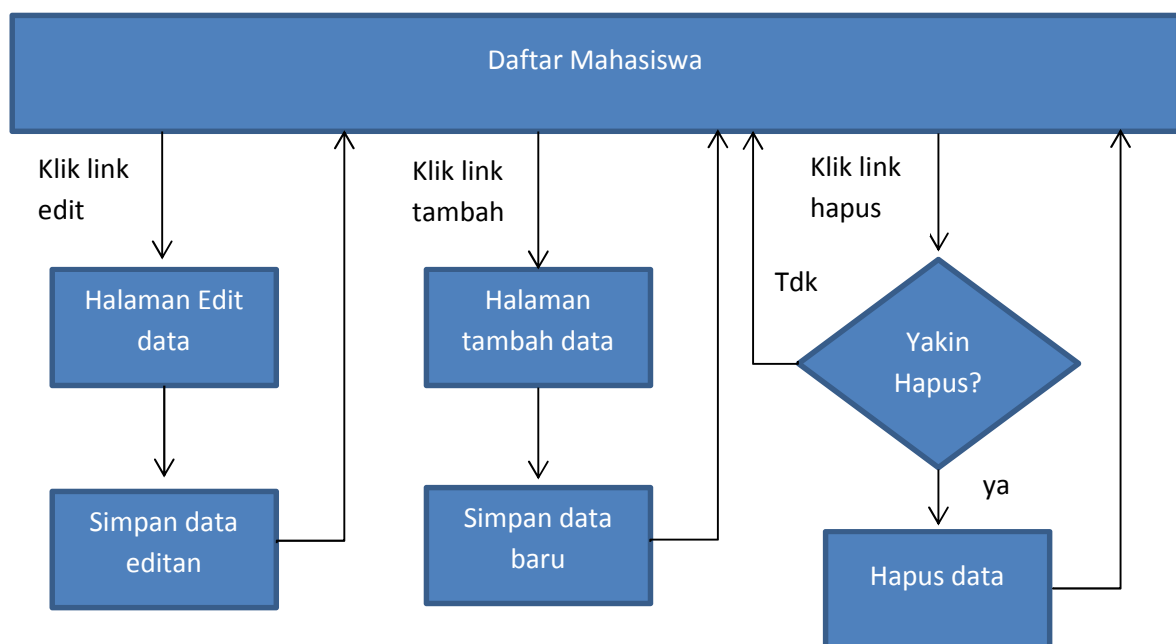 Daftar Mahasiswa
Klik link
edit
Klik link
tambah
Klik link
hapus
Halaman Edit
data
Halaman
tambah data
Tdk
Yakin
Hapus?
Simpan data
editan
Simpan data
baru
ya
Hapus data